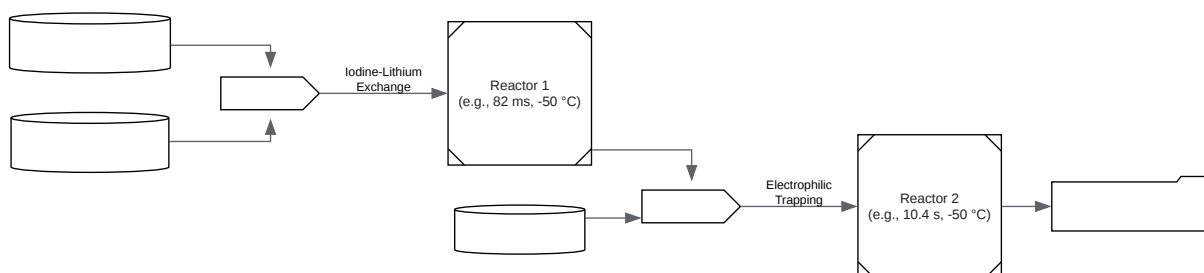 Iodine-Lithium
Exchange
Reactor 1
(e.g., 82 ms, -50 °C)
Electrophilic
Trapping
Reactor 2
(e.g., 10.4 s, -50 °C)